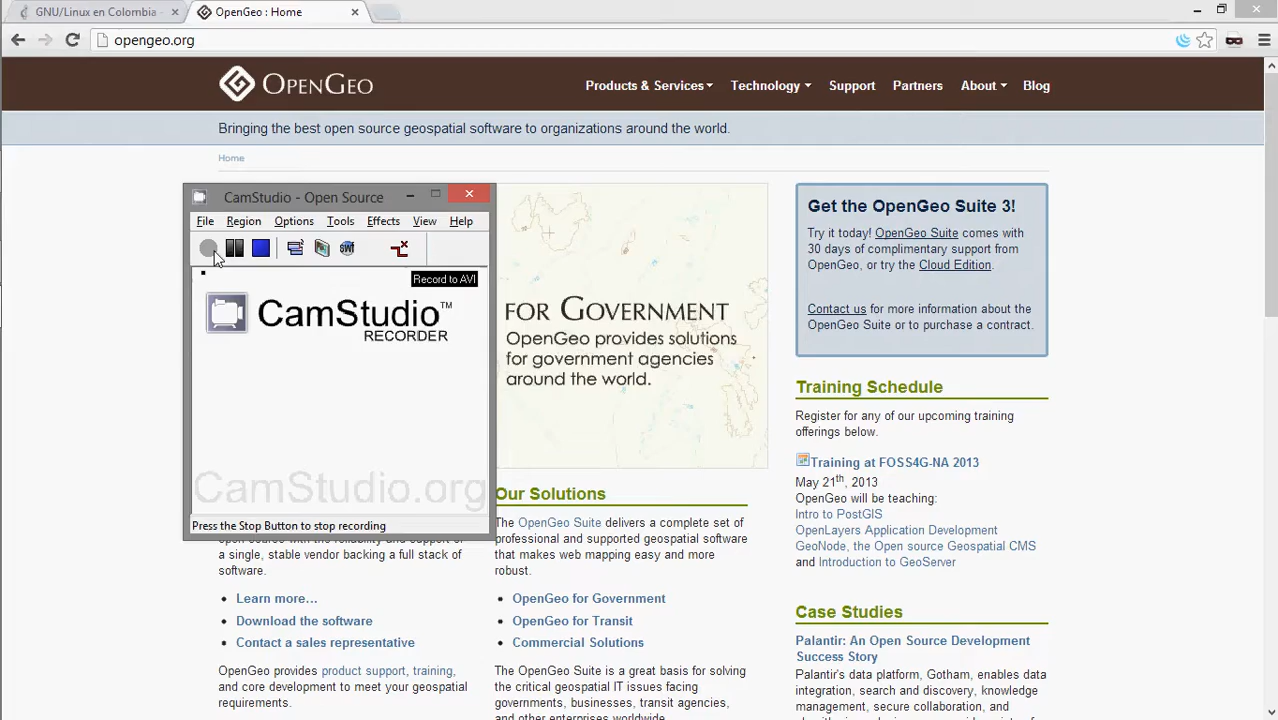 GNU/Linux en Colombia -
OpenGeo : Home
opengeo.org
OPENGEO
Products & Services
Technology
Support
Partners
About
Blog
Bringing the best open source geospatial software to organizations around the world.
Home
CamStudio - Open Source
File
Region
Options
Tools
Effects
View
Help
Record to AVI
CamStudio™
RECORDER
CamStudio.org
Press the Stop Button to stop recording
FOR GOVERNMENT
OpenGeo provides solutions
for government agencies
around the world.
Get the OpenGeo Suite 3!
Try it today! OpenGeo Suite comes with
30 days of complimentary support from
OpenGeo, or try the Cloud Edition.
Contact us for more information about the
OpenGeo Suite or to purchase a contract.
Training Schedule
Register for any of our upcoming training
offerings below.
Training at FOSS4G-NA 2013
May 21th, 2013
OpenGeo will be teaching:
Intro to PostGIS
OpenLayers Application Development
GeoNode, the Open source Geospatial CMS
and Introduction to GeoServer
Case Studies
Palantir: An Open Source Development
Success Story
Palantir's data platform, Gotham, enables data
integration, search and discovery, knowledge
management, secure collaboration, and
a single, stable vendor backing a full stack of
software.
Learn more…
Download the software
Contact a sales representative
OpenGeo provides product support, training,
and core development to meet your geospatial
requirements.
Our Solutions
The OpenGeo Suite delivers a complete set of
professional and supported geospatial software
that makes web mapping easy and more
robust.
OpenGeo for Government
OpenGeo for Transit
Commercial Solutions
The OpenGeo Suite is a great basis for solving
the critical geospatial IT issues facing
governments, businesses, transit agencies,
and other enterprises worldwide.